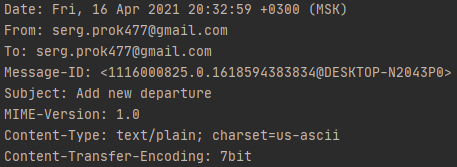 Date: Fri, 16 Apr 2021 20:32:59 +0300 (MSK)
From: serg.prok477@gmail.com
To: serg.prok477@gmail.com
Message-ID: <1116000825.0.1618594383834@DESKTOP-N2043P0>
Subject: Add new departure
MIME-Version: 1.0
Content-Type: text/plain; charset=us-ascii
Content-Transfer-Encoding: 7bit